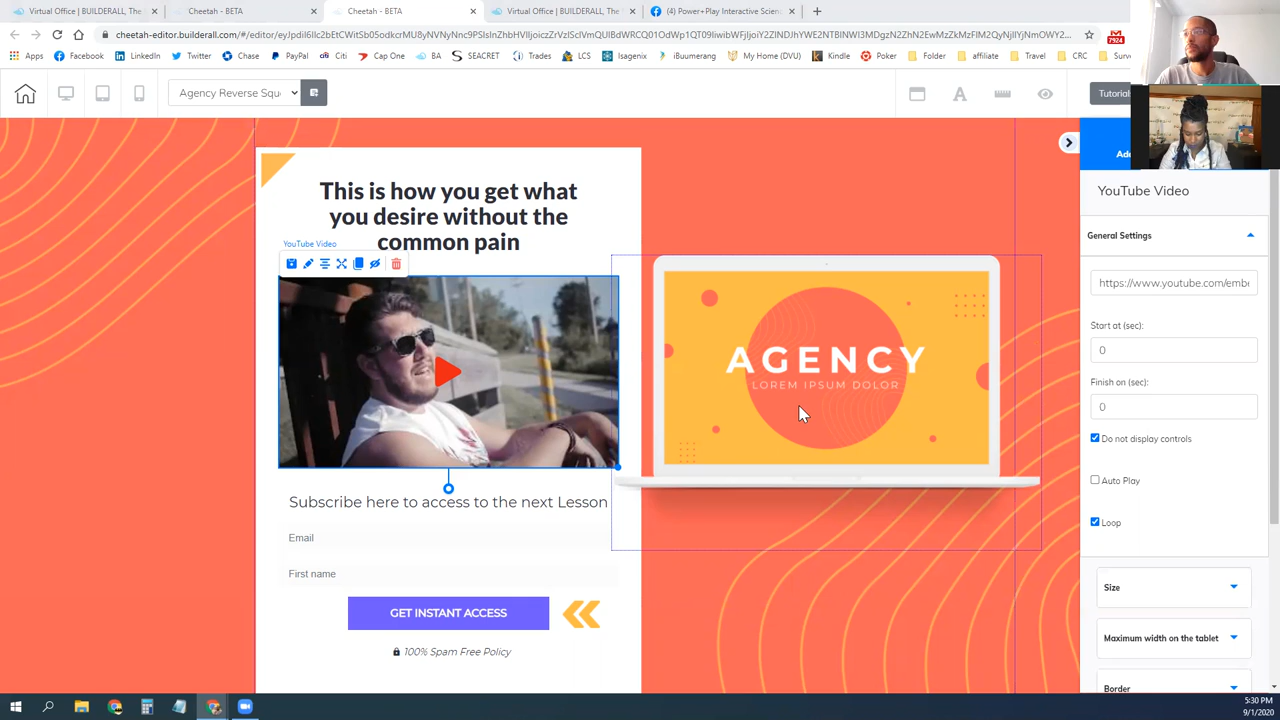 Virtual Office | BUILDERALL, The
Cheetah - BETA
Cheetah - BETA
Virtual Office | BUILDERALL, The
(4) Power+Play Interactive Scien
7924
Apps
Facebook
LinkedIn
Twitter
Chase
PayPal
Citi
Cap One
BA
SEACRET
Trades
LCS
Isagenix
iBuumerang
My Home (DVU)
Kindle
Poker
Folder
affiliate
Travel
CRC
Surve
Agency Reverse Squ
Tutorial
Add
This is how you get what
you desire without the
common pain
YouTube Video
AGENCY
LOREM IPSUM DOLOR
Subscribe here to access to the next Lesson
Email
First name
GET INSTANT ACCESS
100% Spam Free Policy
YouTube Video
General Settings
https://www.youtube.com/embe
Start at (sec):
0
Finish on (sec):
0
Do not display controls
Auto Play
Loop
Size
Maximum width on the tablet
Border
5:30 PM
9/1/2020